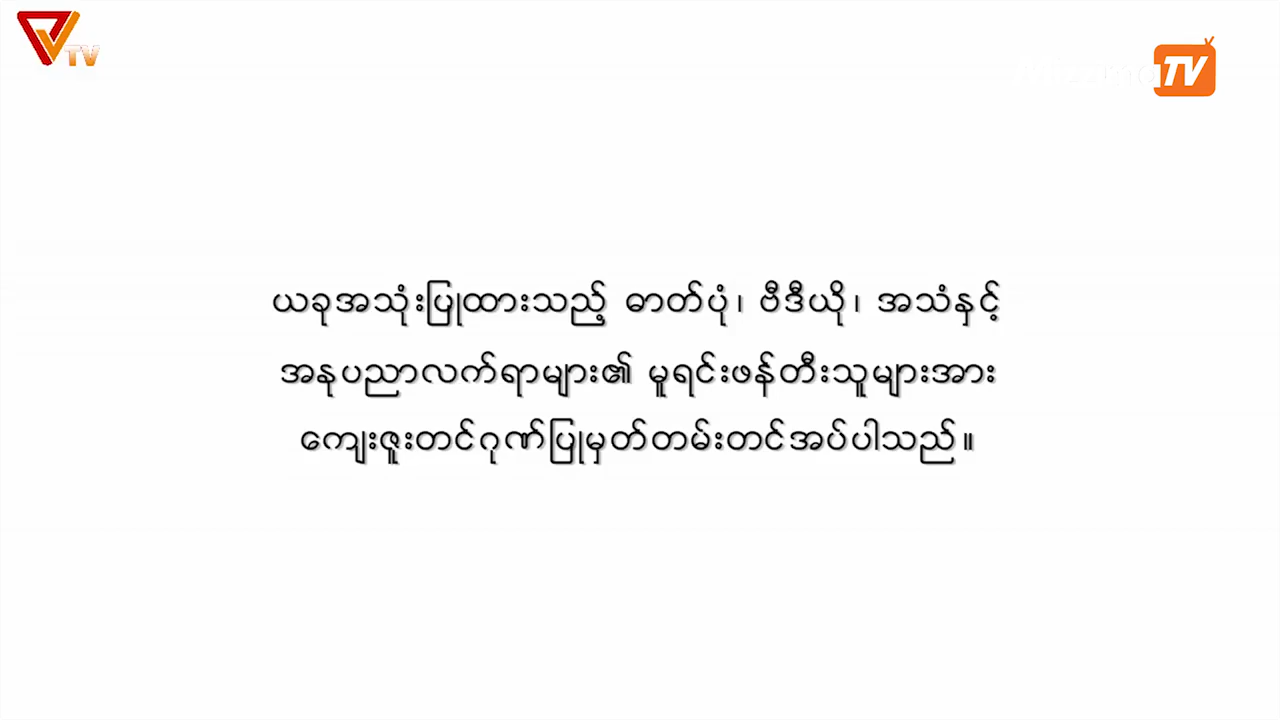 TV
TV
ယခုအသုံးပြုထားသည့် ဓာတ်ပုံ၊ ဗီဒီယို၊ အသံနှင့်
အနုပညာလက်ရာများ၏ မူရင်းဖန်တီးသူများအား
ကျေးဇူးတင်ဂုဏ်ပြုမှတ်တမ်းတင်အပ်ပါသည်။